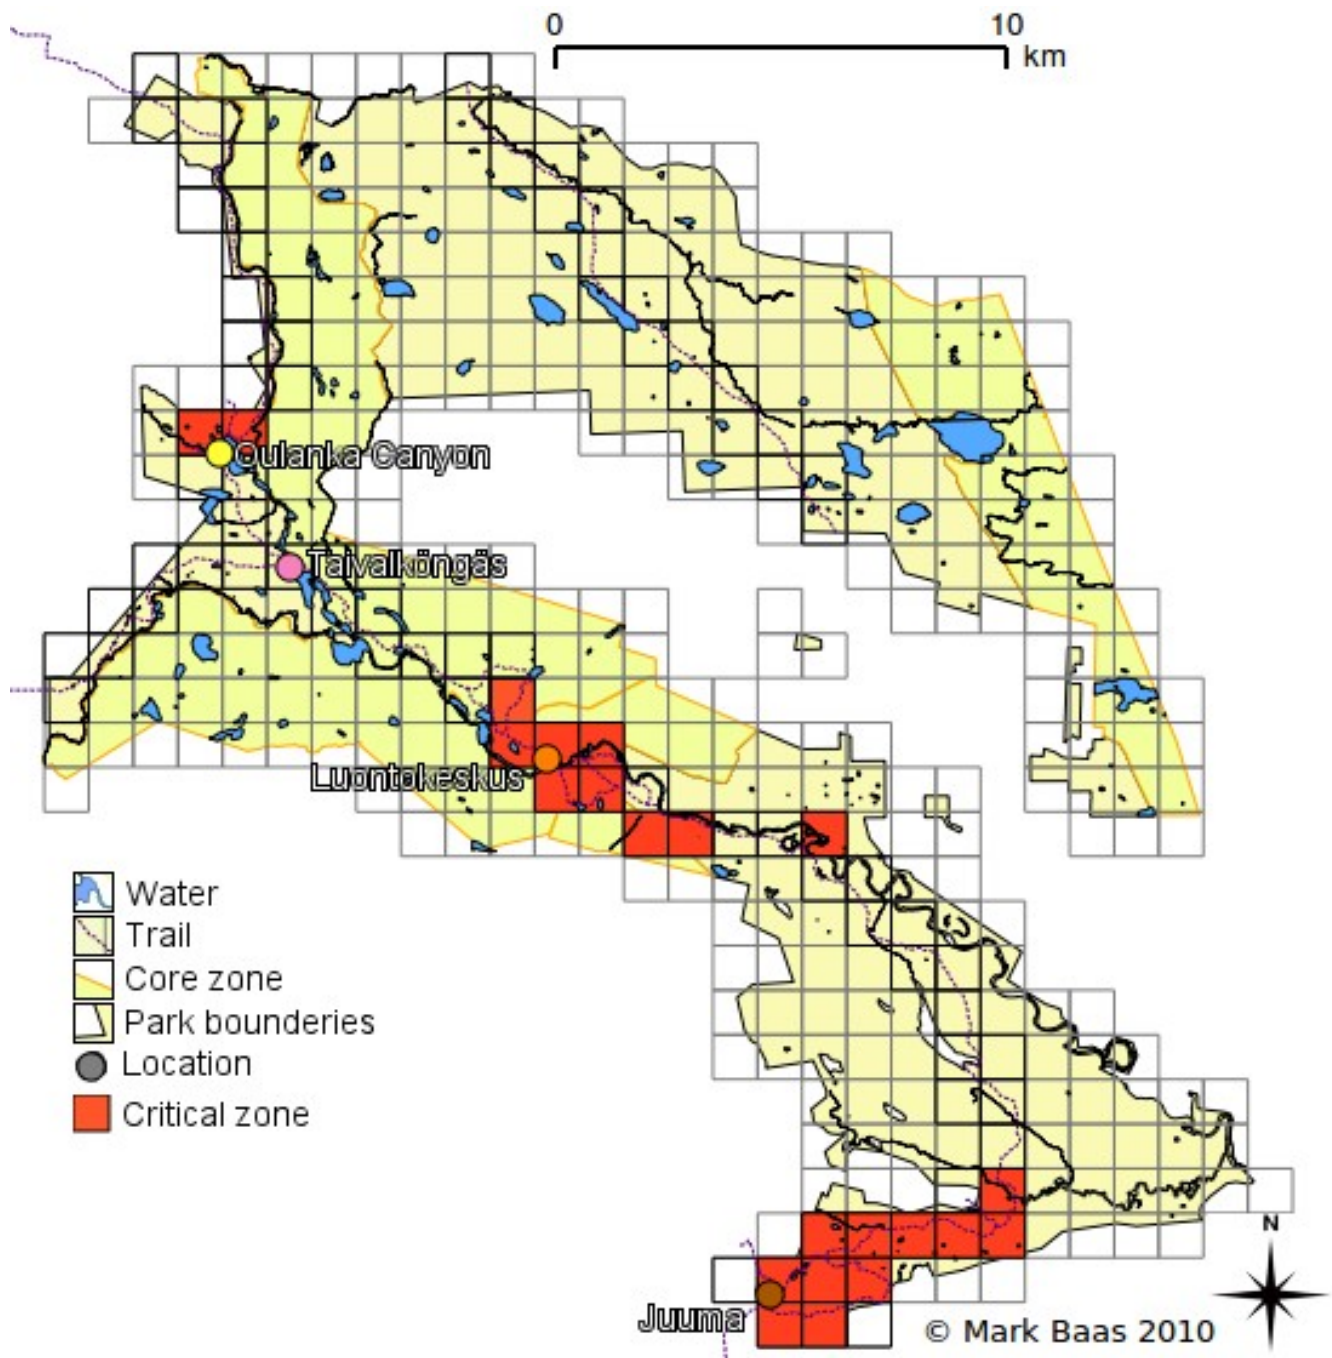 0 10
km
Oulanka Canyon
Taivalköngäs
Luontokeskus
Water
Trail
Core zone
Park bounderies
Location
Critical zone
N
Juuma
© Mark Baas 2010